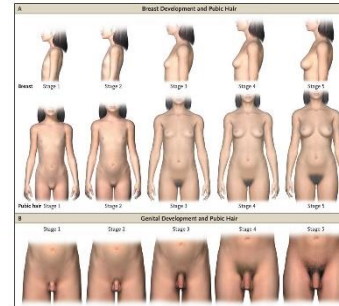 A Breast Development and Pubic Hair
Breast Stage 1 Stage 2 Stage 3 Stage 4 Stage 5
Pubic hair Stage 1 Stage 2 Stage 3 Stage 4 Stage 5
B Genital Development and Pubic Hair
Stage 1 Stage 2 Stage 3 Stage 4 Stage 5